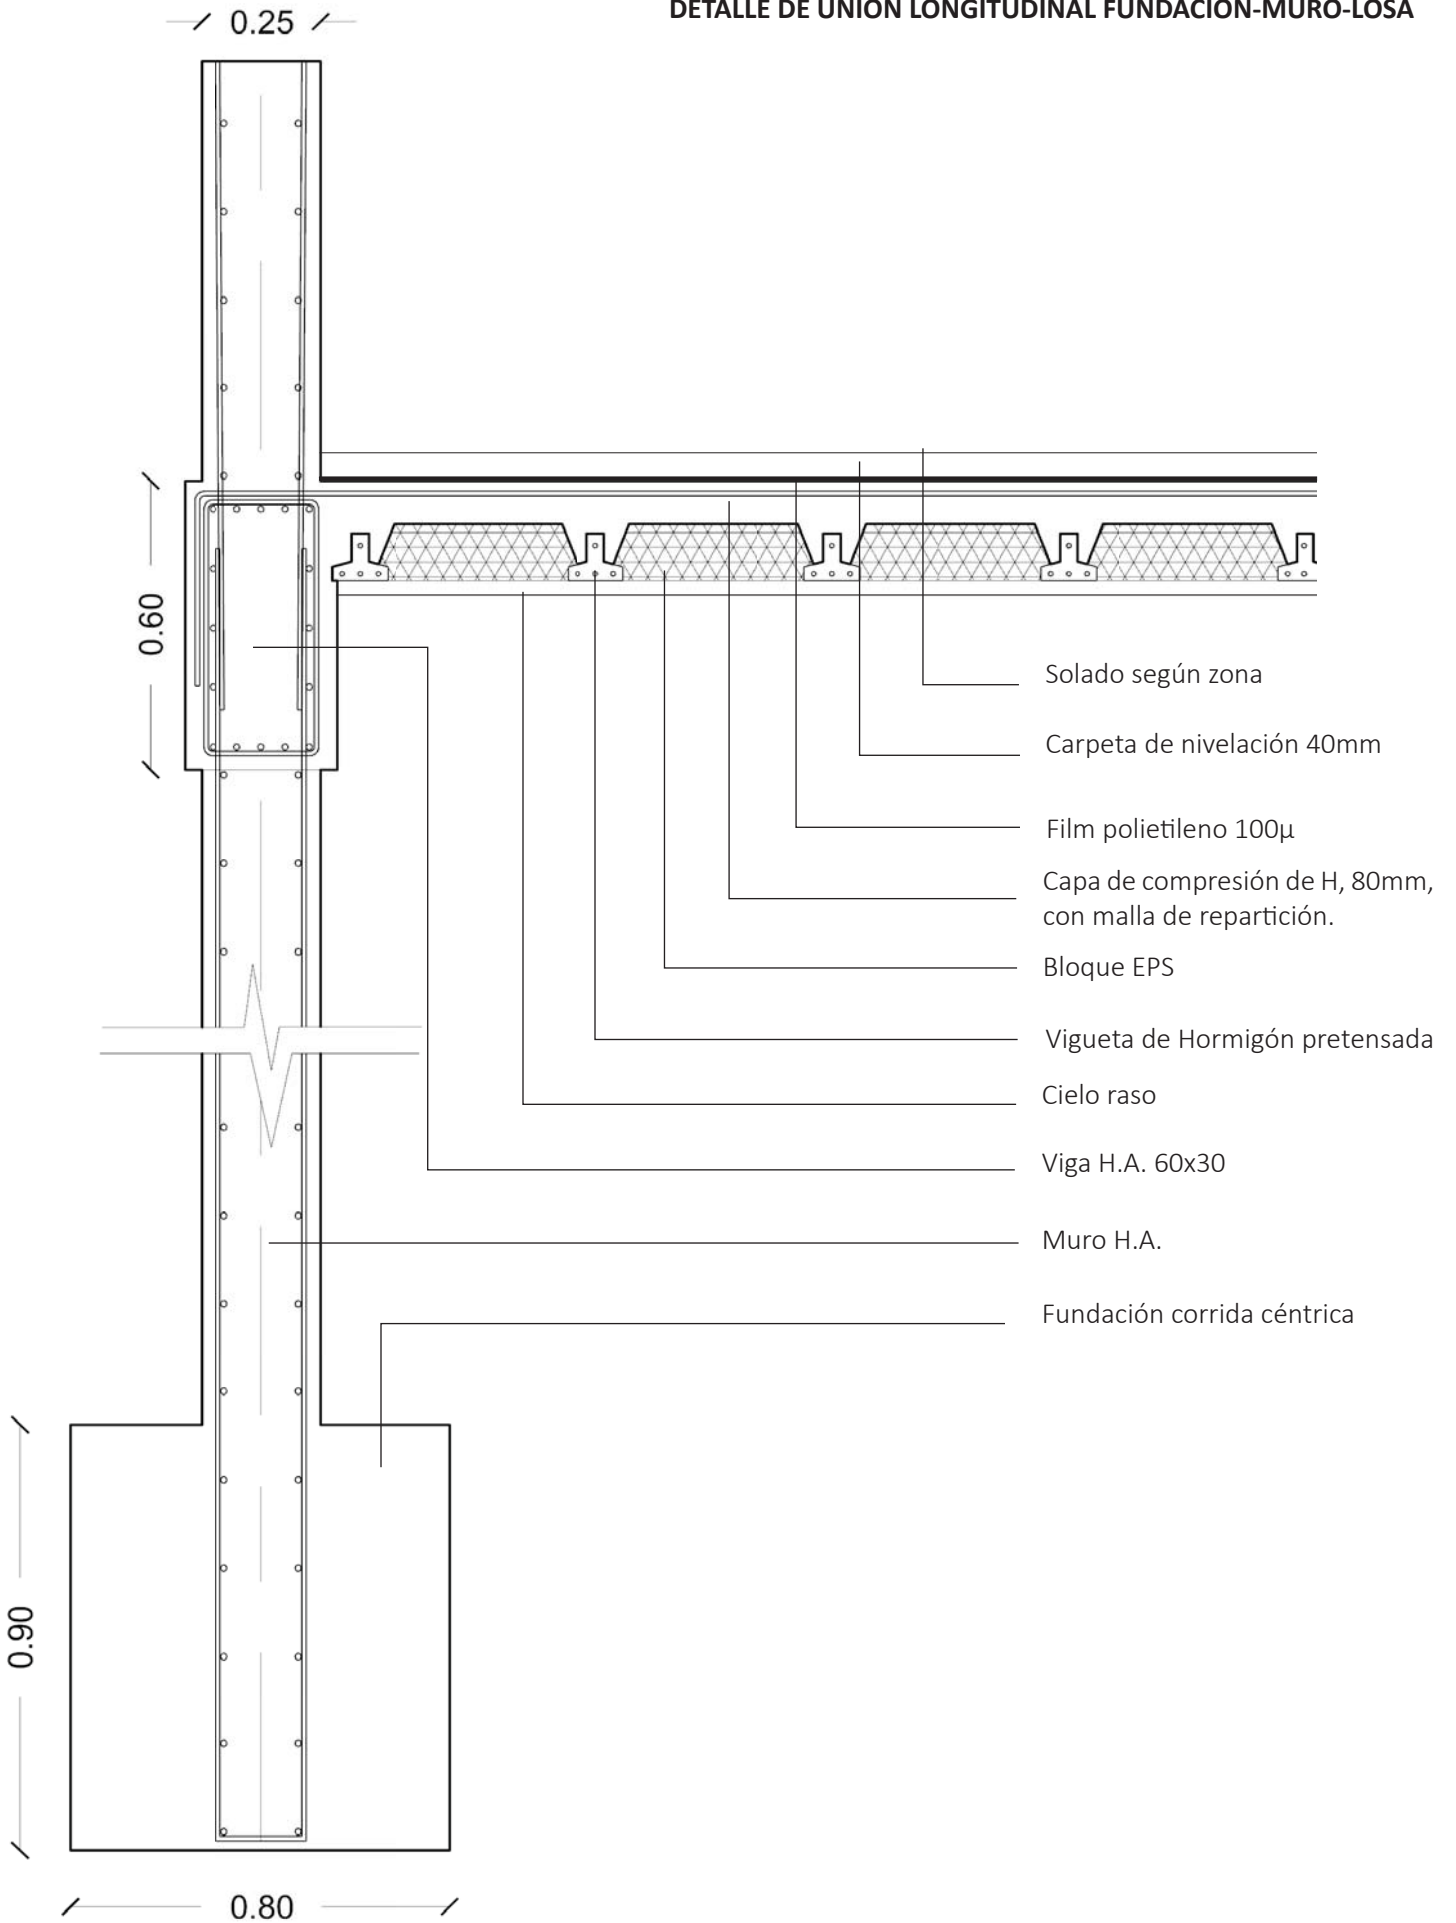 DETALLE DE UNIÓN LONGITUDINAL FUNDACIÓN-MURO-LOSA
0.25
0.60
Solado según zona
Carpeta de nivelación 40mm
Film polietileno 100µ
Capa de compresión de H, 80mm,
con malla de repartición.
Bloque EPS
Vigueta de Hormigón pretensada
Cielo raso
Viga H.A. 60x30
Muro H.A.
Fundación corrida céntrica
0.90
0.80